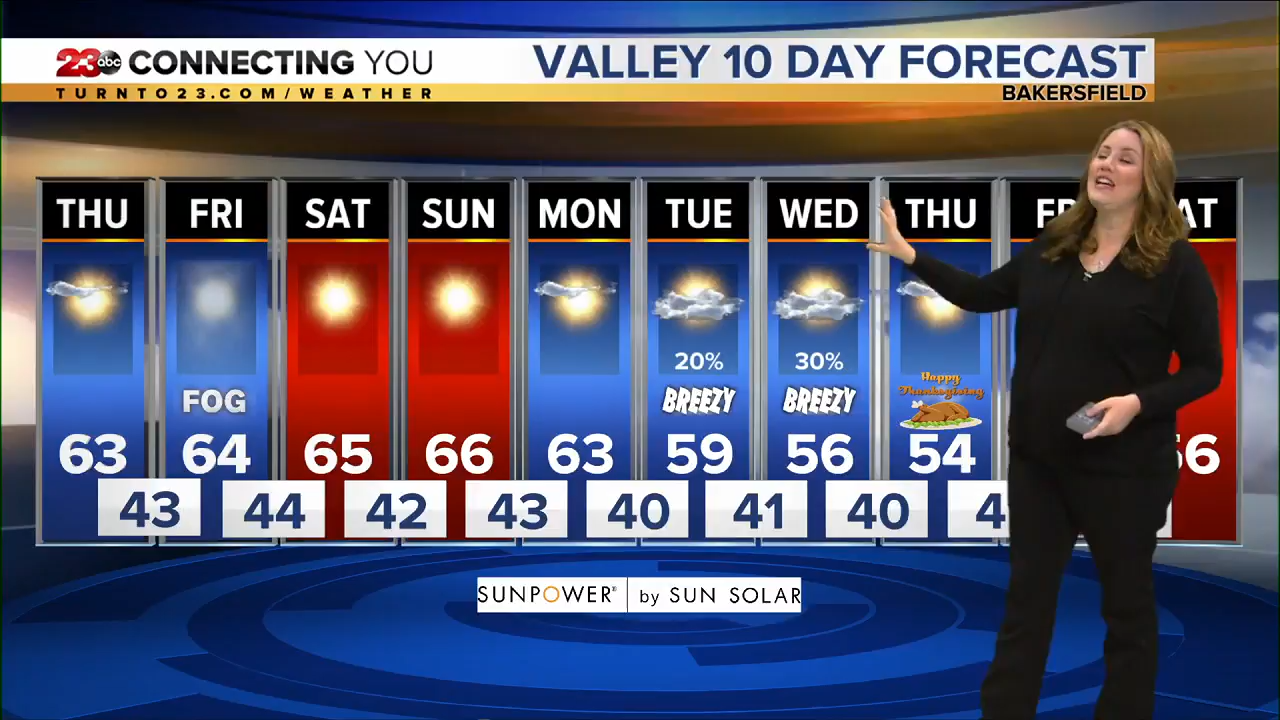 23 abc CONNECTING YOU
TURNTO23.COM/WEATHER
VALLEY 10 DAY FORECAST
BAKERSFIELD
THU FRI SAT SUN MON TUE WED THU
20% 30%
Happy
Thanksgiving
FOG BREEZY BREEZY
63 64 65 66 63 59 56 54
43 44 42 43 40 41 40
SUNPOWER® by SUN SOLAR